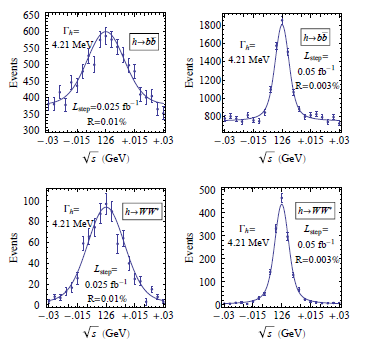 650
600
550
500
450
400
350
300
Events
Γh=
4.21 MeV
h→bb̄
Lstep=0.025 fb⁻¹
R=0.01%
−.03 −.015 126 +.015 +.03
√s (GeV)
1800
1600
1400
1200
1000
800
Events
Γh=
4.21 MeV
h→bb̄
Lstep=
0.05 fb⁻¹
R=0.003%
−.03 −.015 126 +.015 +.03
√s (GeV)
100
80
60
40
20
0
Events
Γh=
4.21 MeV
h→WW*
Lstep=
0.025 fb⁻¹
R=0.01%
−.03 −.015 126 +.015 +.03
√s (GeV)
500
400
300
200
100
0
Events
Γh=
4.21 MeV
h→WW*
Lstep=
0.05 fb⁻¹
R=0.003%
−.03 −.015 126 +.015 +.03
√s (GeV)